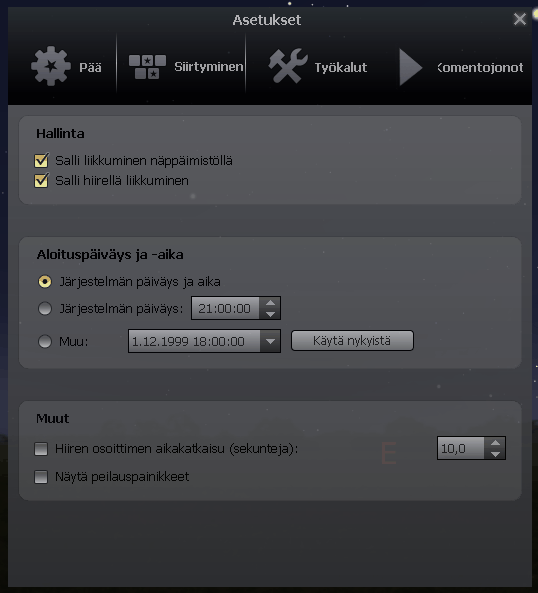 Asetukset
Pää
Siirtyminen
Työkalut
Komentojonot
Hallinta
Salli liikkuminen näppäimistöllä
Salli hiirellä liikkuminen
Aloituspäiväys ja -aika
Järjestelmän päiväys ja aika
Järjestelmän päiväys: 21:00:00
Muu: 1.12.1999 18:00:00 Käytä nykyistä
Muut
Hiiren osoittimen aikakatkaisu (sekunteja): E 10,0
Näytä peilauspainikkeet